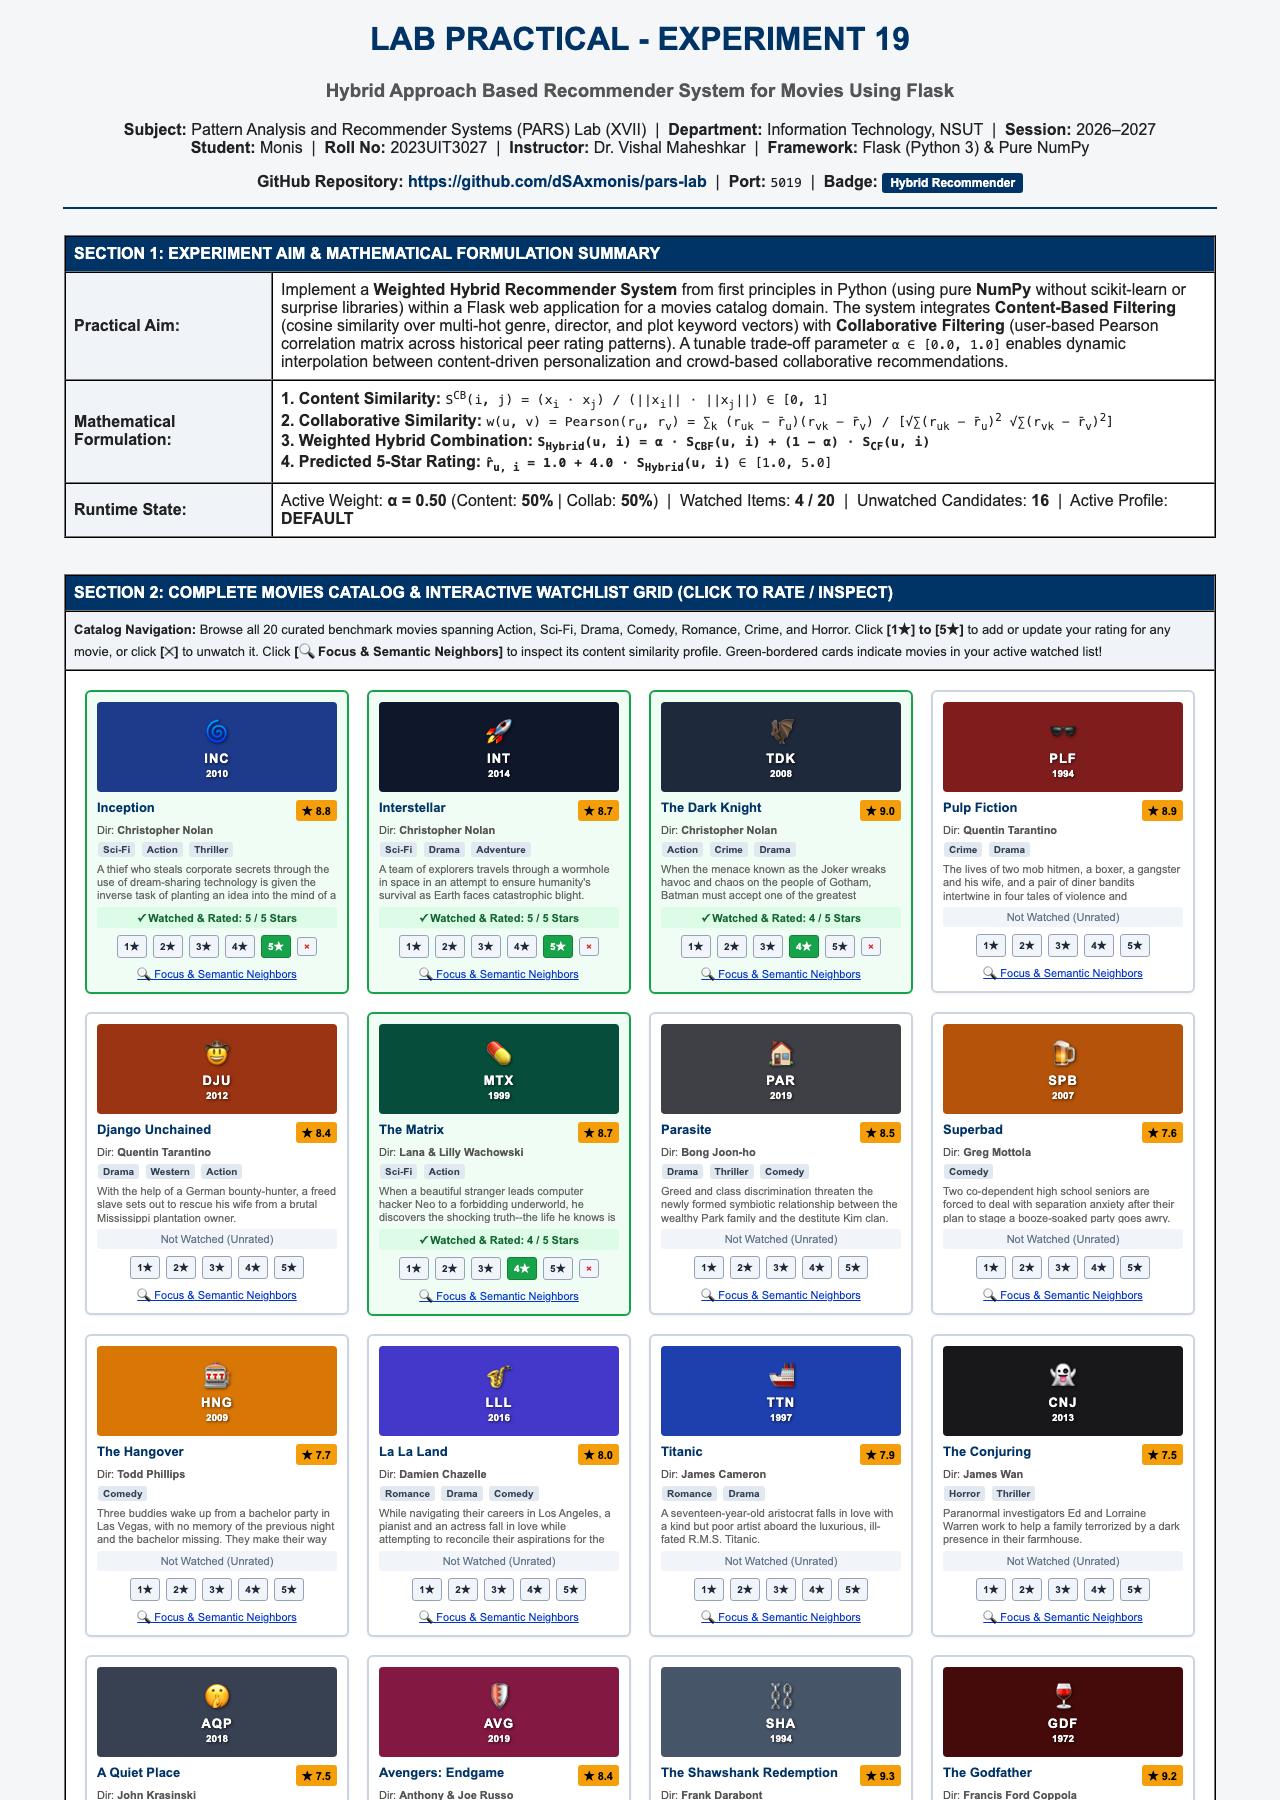 LAB PRACTICAL - EXPERIMENT 19
Hybrid Approach Based Recommender System for Movies Using Flask
Subject: Pattern Analysis and Recommender Systems (PARS) Lab (XVII) | Department: Information Technology, NSUT | Session: 2026–2027
Student: Monis | Roll No: 2023UIT3027 | Instructor: Dr. Vishal Maheshkar | Framework: Flask (Python 3) & Pure NumPy
GitHub Repository: https://github.com/dSAxmonis/pars-lab | Port: 5019 | Badge: Hybrid Recommender
SECTION 1: EXPERIMENT AIM & MATHEMATICAL FORMULATION SUMMARY
Practical Aim:
Implement a Weighted Hybrid Recommender System from first principles in Python (using pure NumPy without scikit-learn or
surprise libraries) within a Flask web application for a movies catalog domain. The system integrates Content-Based Filtering
(cosine similarity over multi-hot genre, director, and plot keyword vectors) with Collaborative Filtering (user-based Pearson
correlation matrix across historical peer rating patterns). A tunable trade-off parameter α ∈ [0.0, 1.0] enables dynamic
interpolation between content-driven personalization and crowd-based collaborative recommendations.
Mathematical
Formulation:
1. Content Similarity: S^CB(i, j) = (x_i · x_j) / (||x_i|| · ||x_j||) ∈ [0, 1]
2. Collaborative Similarity: w(u, v) = Pearson(r_u, r_v) = ∑_k (r_uk − r̄_u)(r_vk − r̄_v) / [√∑(r_uk − r̄_u)² √∑(r_vk − r̄_v)²]
3. Weighted Hybrid Combination: S_Hybrid(u, i) = α · S_CBF(u, i) + (1 − α) · S_CF(u, i)
4. Predicted 5-Star Rating: r̂_u, i = 1.0 + 4.0 · S_Hybrid(u, i) ∈ [1.0, 5.0]
Runtime State:
Active Weight: α = 0.50 (Content: 50% | Collab: 50%) | Watched Items: 4 / 20 | Unwatched Candidates: 16 | Active Profile:
DEFAULT
SECTION 2: COMPLETE MOVIES CATALOG & INTERACTIVE WATCHLIST GRID (CLICK TO RATE / INSPECT)
Catalog Navigation: Browse all 20 curated benchmark movies spanning Action, Sci-Fi, Drama, Comedy, Romance, Crime, and Horror. Click [1★] to [5★] to add or update your rating for any
movie, or click [✕] to unwatch it. Click [🔍 Focus & Semantic Neighbors] to inspect its content similarity profile. Green-bordered cards indicate movies in your active watched list!
INC
2010
Inception
★ 8.8
Dir: Christopher Nolan
Sci-Fi Action Thriller
A thief who steals corporate secrets through the
use of dream-sharing technology is given the
inverse task of planting an idea into the mind of a
✓Watched & Rated: 5 / 5 Stars
1★ 2★ 3★ 4★ 5★ ×
🔍 Focus & Semantic Neighbors
INT
2014
Interstellar
★ 8.7
Dir: Christopher Nolan
Sci-Fi Drama Adventure
A team of explorers travels through a wormhole
in space in an attempt to ensure humanity's
survival as Earth faces catastrophic blight.
✓Watched & Rated: 5 / 5 Stars
1★ 2★ 3★ 4★ 5★ ×
🔍 Focus & Semantic Neighbors
TDK
2008
The Dark Knight
★ 9.0
Dir: Christopher Nolan
Action Crime Drama
When the menace known as the Joker wreaks
havoc and chaos on the people of Gotham,
Batman must accept one of the greatest
✓Watched & Rated: 4 / 5 Stars
1★ 2★ 3★ 4★ 5★ ×
🔍 Focus & Semantic Neighbors
PLF
1994
Pulp Fiction
★ 8.9
Dir: Quentin Tarantino
Crime Drama
The lives of two mob hitmen, a boxer, a gangster
and his wife, and a pair of diner bandits
intertwine in four tales of violence and
Not Watched (Unrated)
1★ 2★ 3★ 4★ 5★
🔍 Focus & Semantic Neighbors
DJU
2012
Django Unchained
★ 8.4
Dir: Quentin Tarantino
Drama Western Action
With the help of a German bounty-hunter, a freed
slave sets out to rescue his wife from a brutal
Mississippi plantation owner.
Not Watched (Unrated)
1★ 2★ 3★ 4★ 5★
🔍 Focus & Semantic Neighbors
MTX
1999
The Matrix
★ 8.7
Dir: Lana & Lilly Wachowski
Sci-Fi Action
When a beautiful stranger leads computer
hacker Neo to a forbidding underworld, he
discovers the shocking truth--the life he knows is
✓Watched & Rated: 4 / 5 Stars
1★ 2★ 3★ 4★ 5★ ×
🔍 Focus & Semantic Neighbors
PAR
2019
Parasite
★ 8.5
Dir: Bong Joon-ho
Drama Thriller Comedy
Greed and class discrimination threaten the
newly formed symbiotic relationship between the
wealthy Park family and the destitute Kim clan.
Not Watched (Unrated)
1★ 2★ 3★ 4★ 5★
🔍 Focus & Semantic Neighbors
SPB
2007
Superbad
★ 7.6
Dir: Greg Mottola
Comedy
Two co-dependent high school seniors are
forced to deal with separation anxiety after their
plan to stage a booze-soaked party goes awry.
Not Watched (Unrated)
1★ 2★ 3★ 4★ 5★
🔍 Focus & Semantic Neighbors
HNG
2009
The Hangover
★ 7.7
Dir: Todd Phillips
Comedy
Three buddies wake up from a bachelor party in
Las Vegas, with no memory of the previous night
and the bachelor missing. They make their way
Not Watched (Unrated)
1★ 2★ 3★ 4★ 5★
🔍 Focus & Semantic Neighbors
LLL
2016
La La Land
★ 8.0
Dir: Damien Chazelle
Romance Drama Comedy
While navigating their careers in Los Angeles, a
pianist and an actress fall in love while
attempting to reconcile their aspirations for the
Not Watched (Unrated)
1★ 2★ 3★ 4★ 5★
🔍 Focus & Semantic Neighbors
TTN
1997
Titanic
★ 7.9
Dir: James Cameron
Romance Drama
A seventeen-year-old aristocrat falls in love with
a kind but poor artist aboard the luxurious, ill-
fated R.M.S. Titanic.
Not Watched (Unrated)
1★ 2★ 3★ 4★ 5★
🔍 Focus & Semantic Neighbors
CNJ
2013
The Conjuring
★ 7.5
Dir: James Wan
Horror Thriller
Paranormal investigators Ed and Lorraine
Warren work to help a family terrorized by a dark
presence in their farmhouse.
Not Watched (Unrated)
1★ 2★ 3★ 4★ 5★
🔍 Focus & Semantic Neighbors
AQP
2018
A Quiet Place
★ 7.5
Dir: John Krasinski
AVG
2019
Avengers: Endgame
★ 8.4
Dir: Anthony & Joe Russo
SHA
1994
The Shawshank Redemption
★ 9.3
Dir: Frank Darabont
GDF
1972
The Godfather
★ 9.2
Dir: Francis Ford Coppola